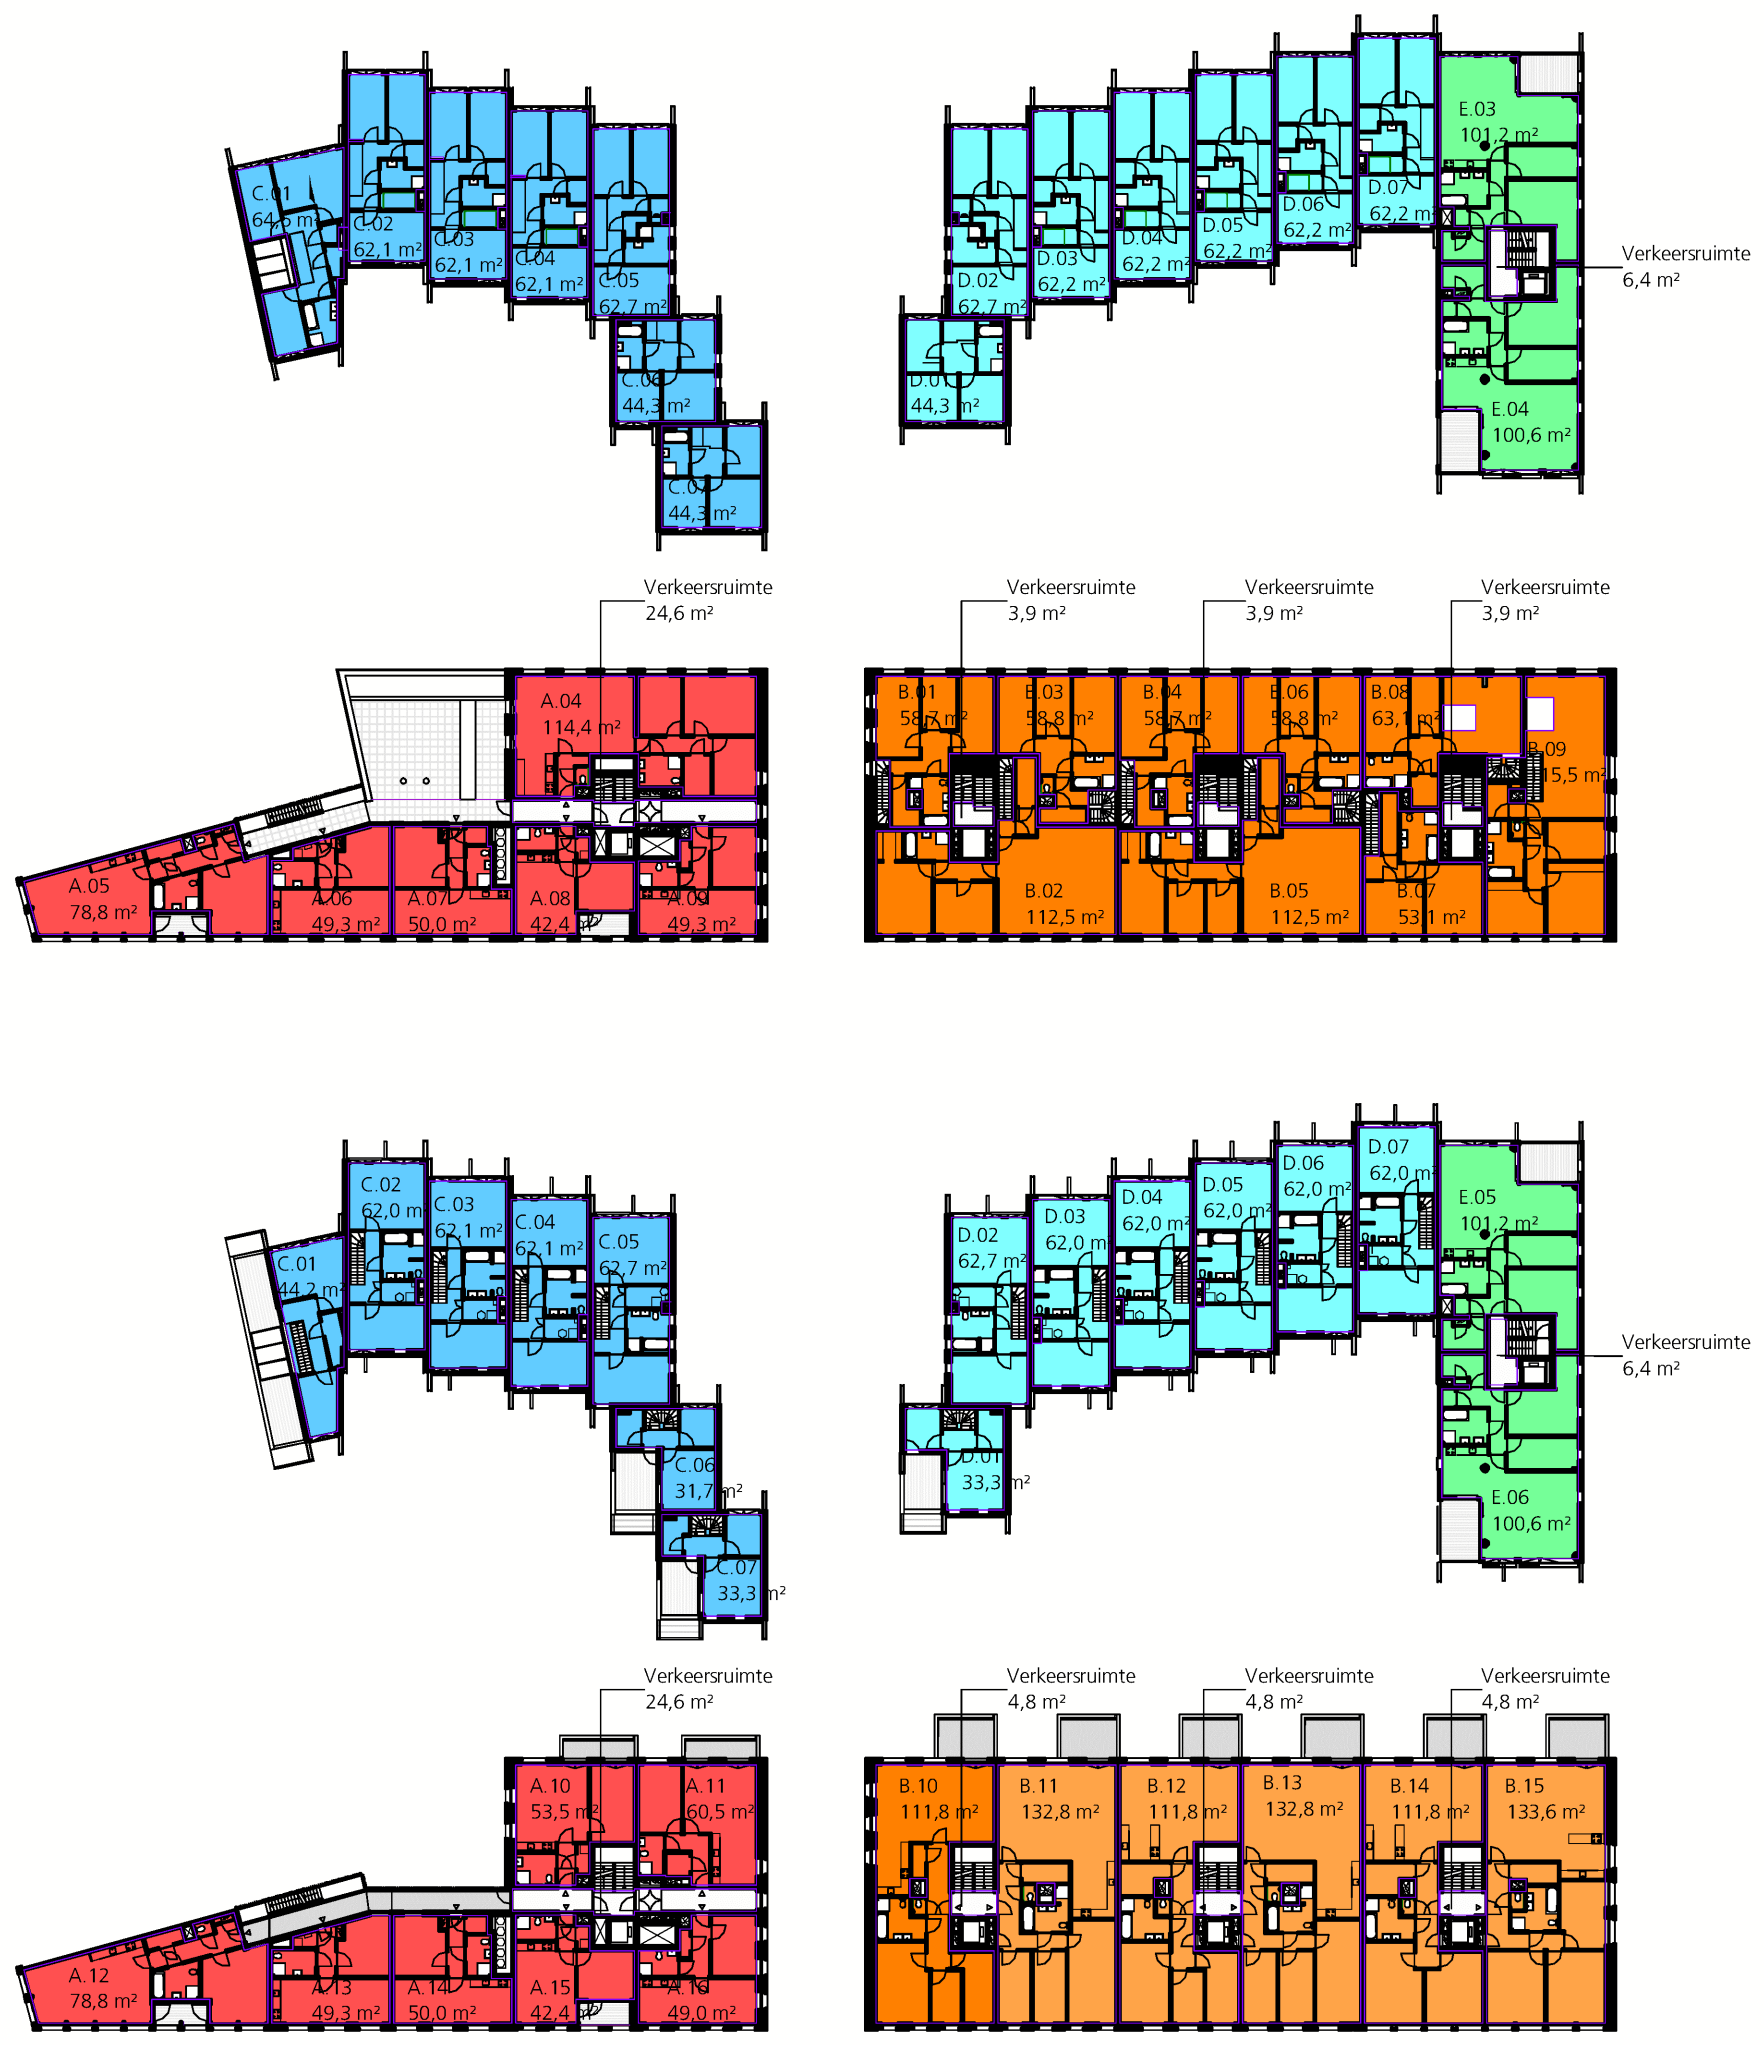 C.01
64,5 m²
C.02
62,1 m²
C.03
62,1 m²
C.04
62,1 m²
C.05
62,7 m²
C.06
44,3 m²
C.07
44,3 m²
D.01
44,3 m²
D.02
62,7 m²
D.03
62,2 m²
D.04
62,2 m²
D.05
62,2 m²
D.06
62,2 m²
D.07
62,2 m²
E.03
101,2 m²
Verkeersruimte
6,4 m²
E.04
100,6 m²
Verkeersruimte
24,6 m²
Verkeersruimte
3,9 m²
Verkeersruimte
3,9 m²
Verkeersruimte
3,9 m²
A.04
114,4 m²
A.05
78,8 m²
A.06
49,3 m²
A.07
50,0 m²
A.08
42,4 m²
A.09
49,3 m²
B.01
58,7 m²
B.03
58,8 m²
B.04
58,7 m²
B.06
58,8 m²
B.08
63,1 m²
B.09
15,5 m²
B.02
112,5 m²
B.05
112,5 m²
B.07
53,1 m²
C.01
44,2 m²
C.02
62,0 m²
C.03
62,1 m²
C.04
62,1 m²
C.05
62,7 m²
C.06
31,7 m²
C.07
33,3 m²
D.01
33,3 m²
D.02
62,7 m²
D.03
62,0 m²
D.04
62,0 m²
D.05
62,0 m²
D.06
62,0 m²
D.07
62,0 m²
E.05
101,2 m²
Verkeersruimte
6,4 m²
E.06
100,6 m²
Verkeersruimte
24,6 m²
Verkeersruimte
4,8 m²
Verkeersruimte
4,8 m²
Verkeersruimte
4,8 m²
A.10
53,5 m²
A.11
60,5 m²
A.12
78,8 m²
A.13
49,3 m²
A.14
50,0 m²
A.15
42,4 m²
A.16
49,0 m²
B.10
111,8 m²
B.11
132,8 m²
B.12
111,8 m²
B.13
132,8 m²
B.14
111,8 m²
B.15
133,6 m²